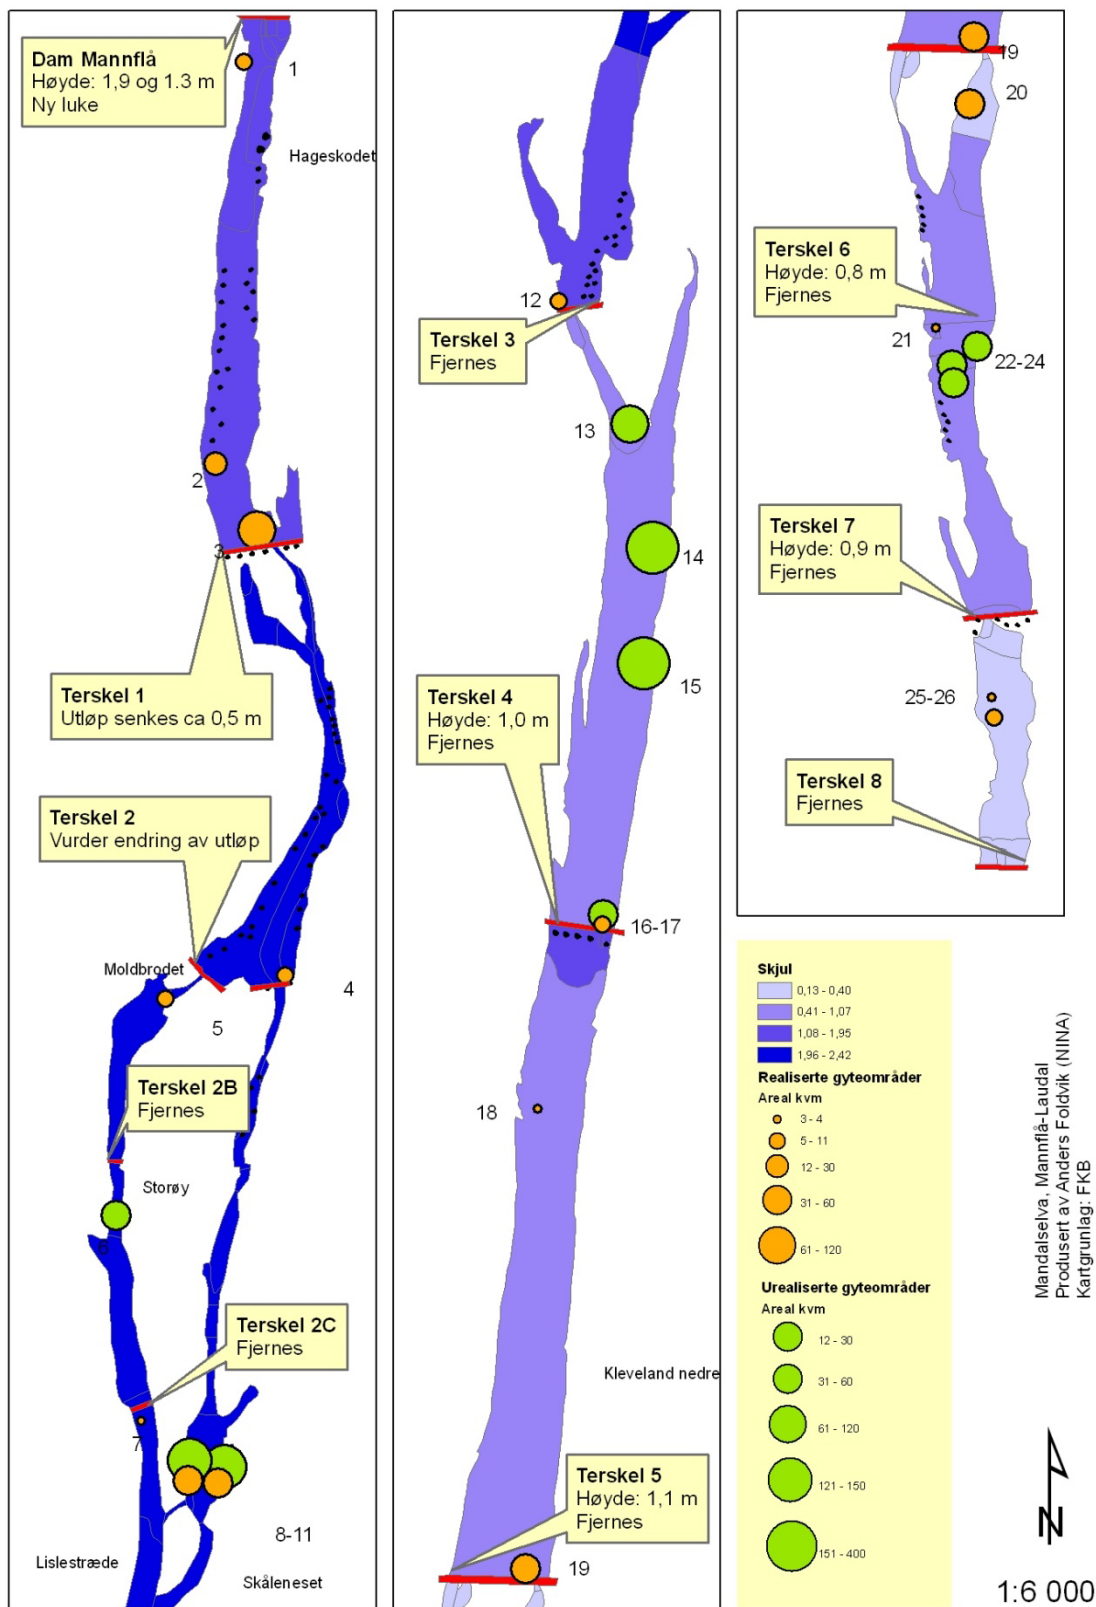 Dam Mannflå
Høyde: 1,9 og 1.3 m
Ny luke
1
Hageskodet
2
3
Terskel 1
Utløp senkes ca 0,5 m
Terskel 2
Vurder endring av utløp
Moldbrodet
4
5
Terskel 2B
Fjernes
Storøy
6
Terskel 2C
Fjernes
7
8-11
Lislestræde
Skåleneset
12
Terskel 3
Fjernes
13
14
15
Terskel 4
Høyde: 1,0 m
Fjernes
16-17
18
Kleveland nedre
Terskel 5
Høyde: 1,1 m
Fjernes
19
19
20
Terskel 6
Høyde: 0,8 m
Fjernes
21
22-24
Terskel 7
Høyde: 0,9 m
Fjernes
25-26
Terskel 8
Fjernes
Skjul
0,13 - 0,40
0,41 - 1,07
1,08 - 1,95
1,96 - 2,42
Realiserte gyteområder
Areal kvm
3 - 4
5 - 11
12 - 30
31 - 60
61 - 120
Urealiserte gyteområder
Areal kvm
12 - 30
31 - 60
61 - 120
121 - 150
151 - 400
Mandalselva, Mannflå-Laudal
Produsert av Anders Foldvik (NINA)
Kartgrunlag: FKB
N
1:6 000